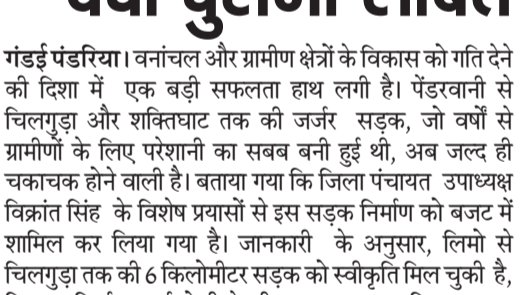 गंडई पंडरिया। वनांचल और ग्रामीण क्षेत्रों के विकास को गति देने
की दिशा में एक बड़ी सफलता हाथ लगी है। पेंडरवानी से
चिलगुड़ा और शक्तिघाट तक की जर्जर सड़क, जो वर्षों से
ग्रामीणों के लिए परेशानी का सबब बनी हुई थी, अब जल्द ही
चकाचक होने वाली है। बताया गया कि जिला पंचायत उपाध्यक्ष
विक्रांत सिंह के विशेष प्रयासों से इस सड़क निर्माण को बजट में
शामिल कर लिया गया है। जानकारी के अनुसार, लिमो से
चिलगुड़ा तक की 6 किलोमीटर सड़क को स्वीकृति मिल चुकी है,